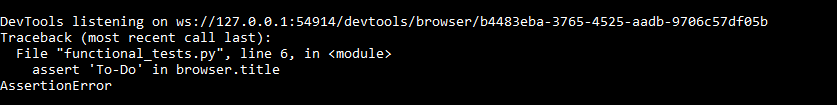 DevTools listening on ws://127.0.0.1:54914/devtools/browser/b4483eba-3765-4525-aadb-9706c57df05b
Traceback (most recent call last):
  File "functional_tests.py", line 6, in <module>
    assert 'To-Do' in browser.title
AssertionError